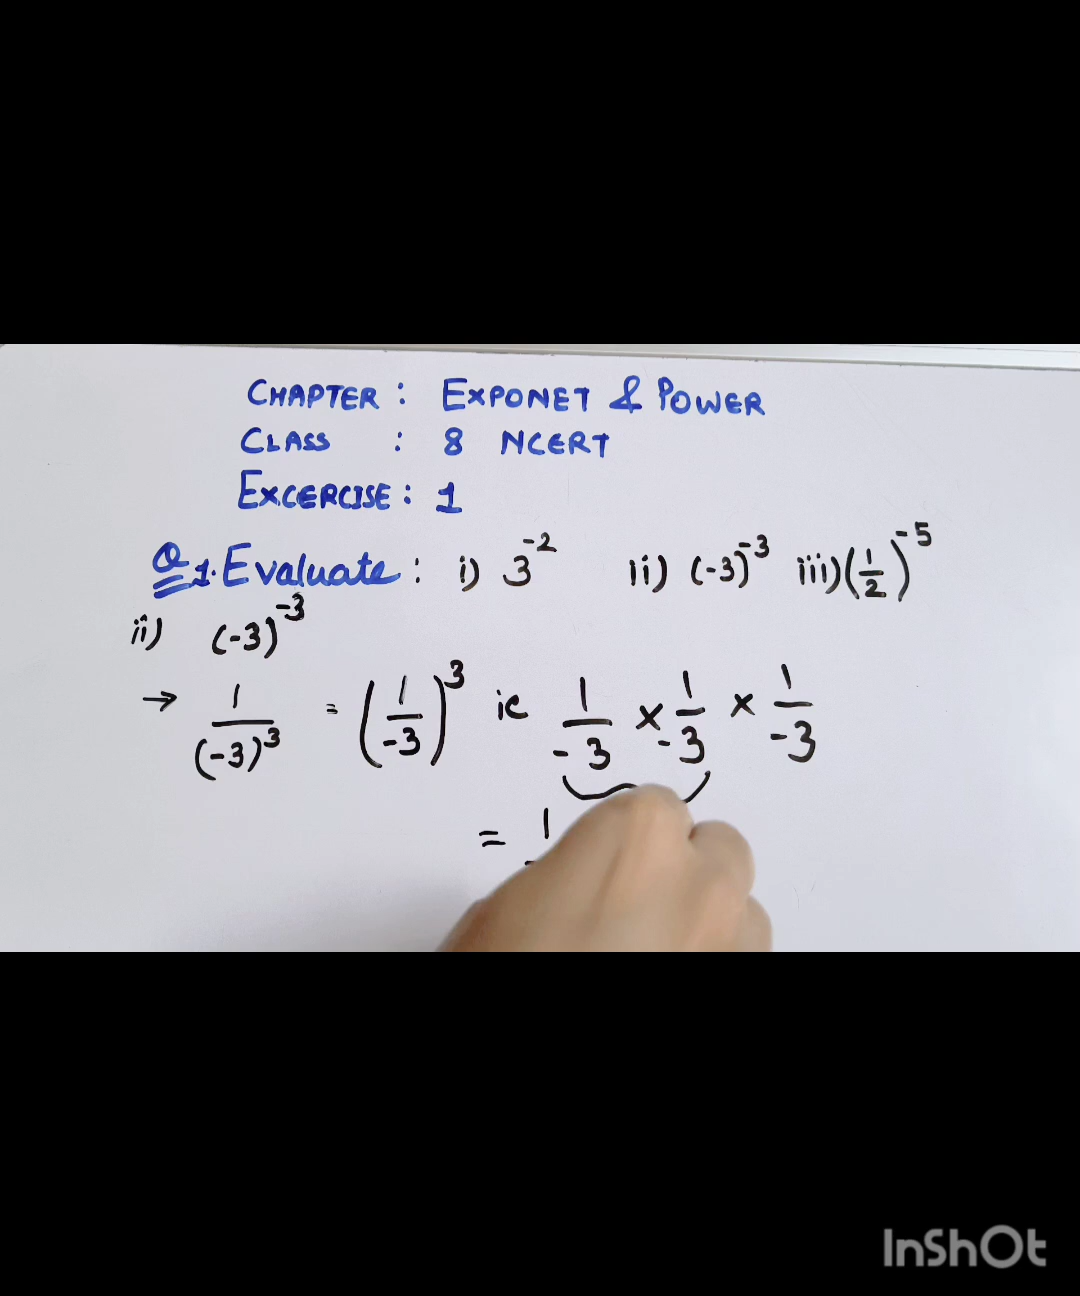 CHAPTER : EXPONET & POWER
CLASS : 8 NCERT
EXCERCISE : 1
Q1. Evaluate : i) 3⁻² ii) (-3)⁻³ iii) (1/2)⁻⁵
ii) (-3)⁻³
→ 1/(-3)³ = (1/-3)³ ie 1/-3 × 1/-3 × 1/-3
= 1
InShOt